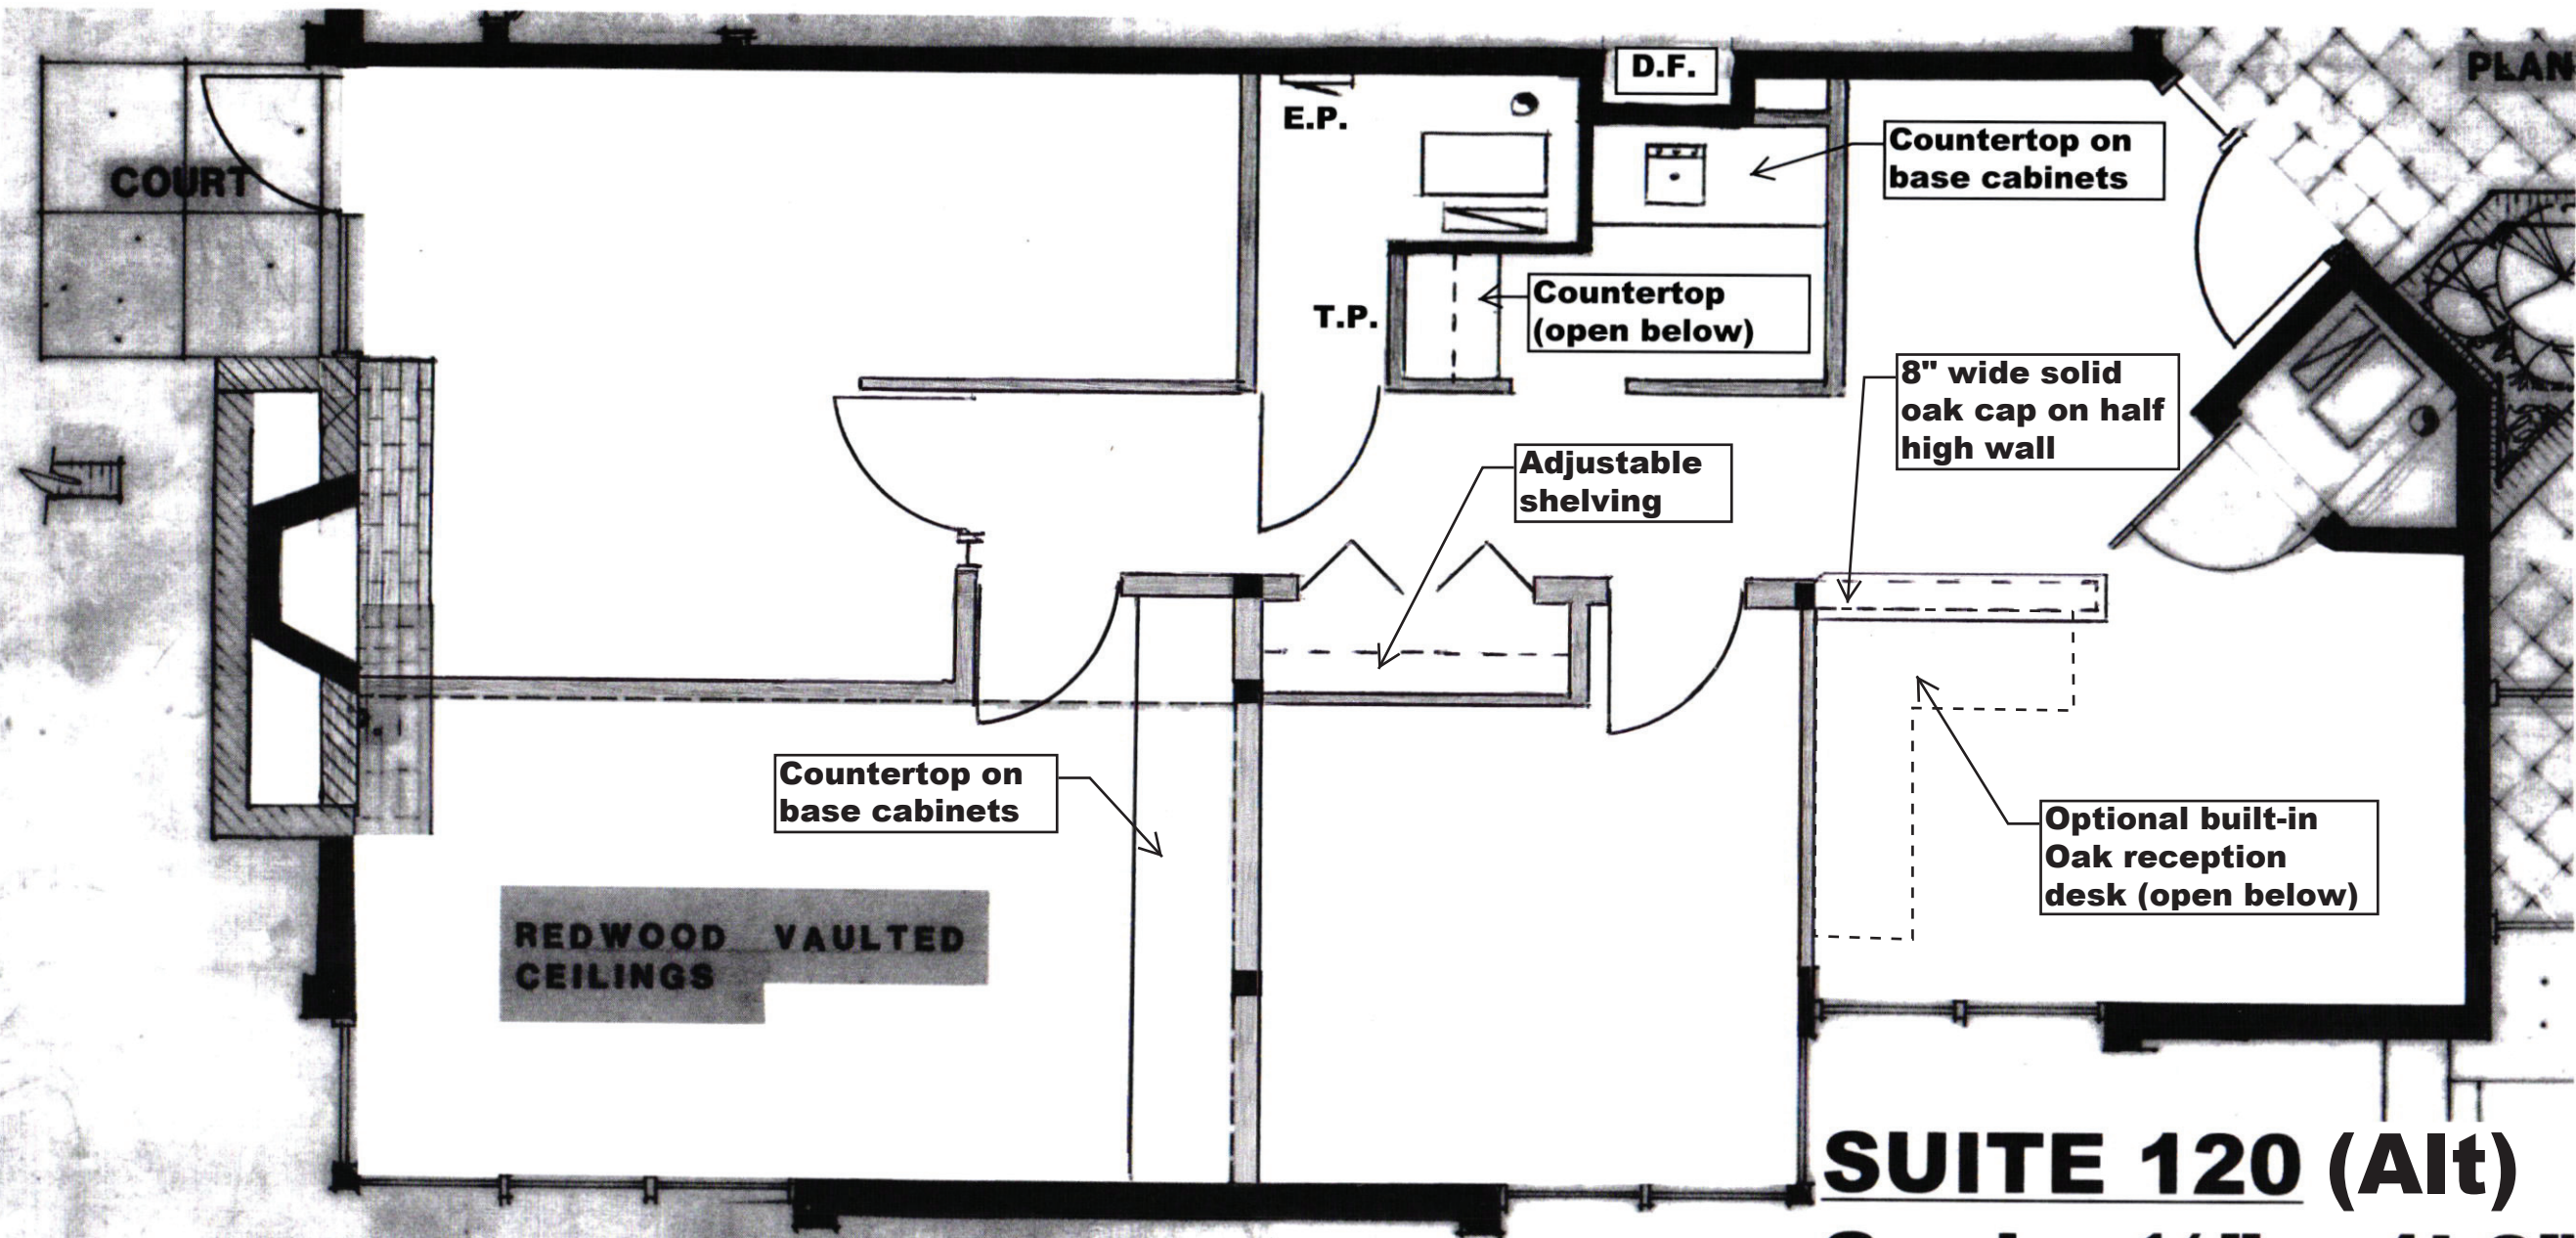 D.F.
PLAN
E.P.
COURT
Countertop on
base cabinets
Countertop
(open below)
T.P.
8" wide solid
oak cap on half
high wall
Adjustable
shelving
Countertop on
base cabinets
Optional built-in
Oak reception
desk (open below)
REDWOOD VAULTED
CEILINGS
SUITE 120 (Alt)